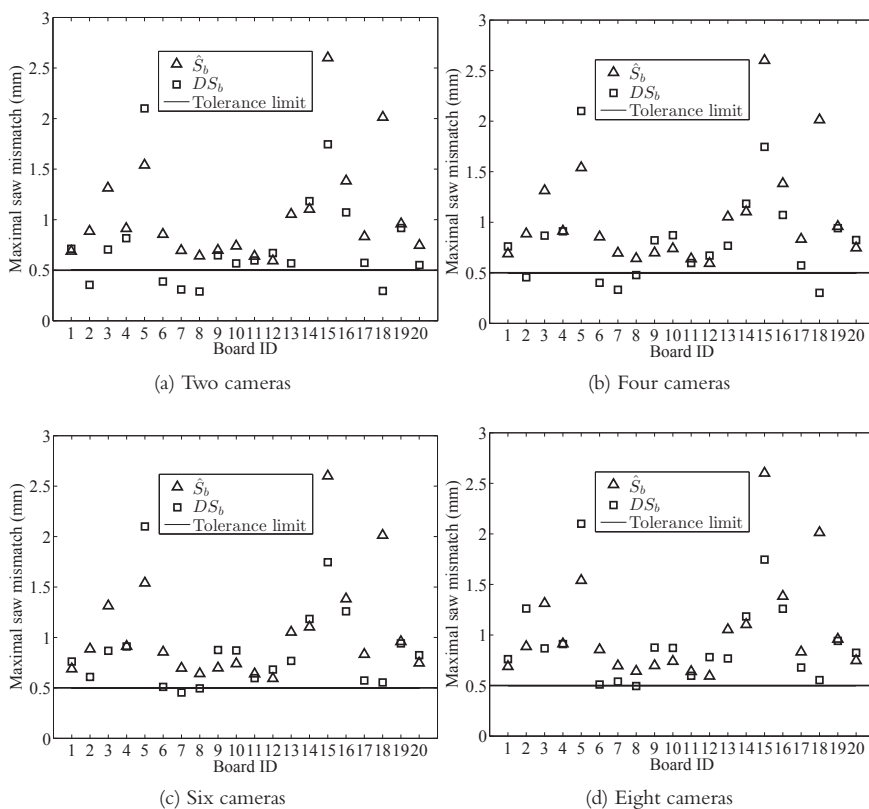 3
2.5
2
1.5
1
0.5
0
Maximal saw mismatch (mm)
Ŝb
DSb
Tolerance limit
1 2 3 4 5 6 7 8 9 10 11 12 13 14 15 16 17 18 19 20
Board ID
(a) Two cameras
3
2.5
2
1.5
1
0.5
0
Maximal saw mismatch (mm)
Ŝb
DSb
Tolerance limit
1 2 3 4 5 6 7 8 9 10 11 12 13 14 15 16 17 18 19 20
Board ID
(b) Four cameras
3
2.5
2
1.5
1
0.5
0
Maximal saw mismatch (mm)
Ŝb
DSb
Tolerance limit
1 2 3 4 5 6 7 8 9 10 11 12 13 14 15 16 17 18 19 20
Board ID
(c) Six cameras
3
2.5
2
1.5
1
0.5
0
Maximal saw mismatch (mm)
Ŝb
DSb
Tolerance limit
1 2 3 4 5 6 7 8 9 10 11 12 13 14 15 16 17 18 19 20
Board ID
(d) Eight cameras